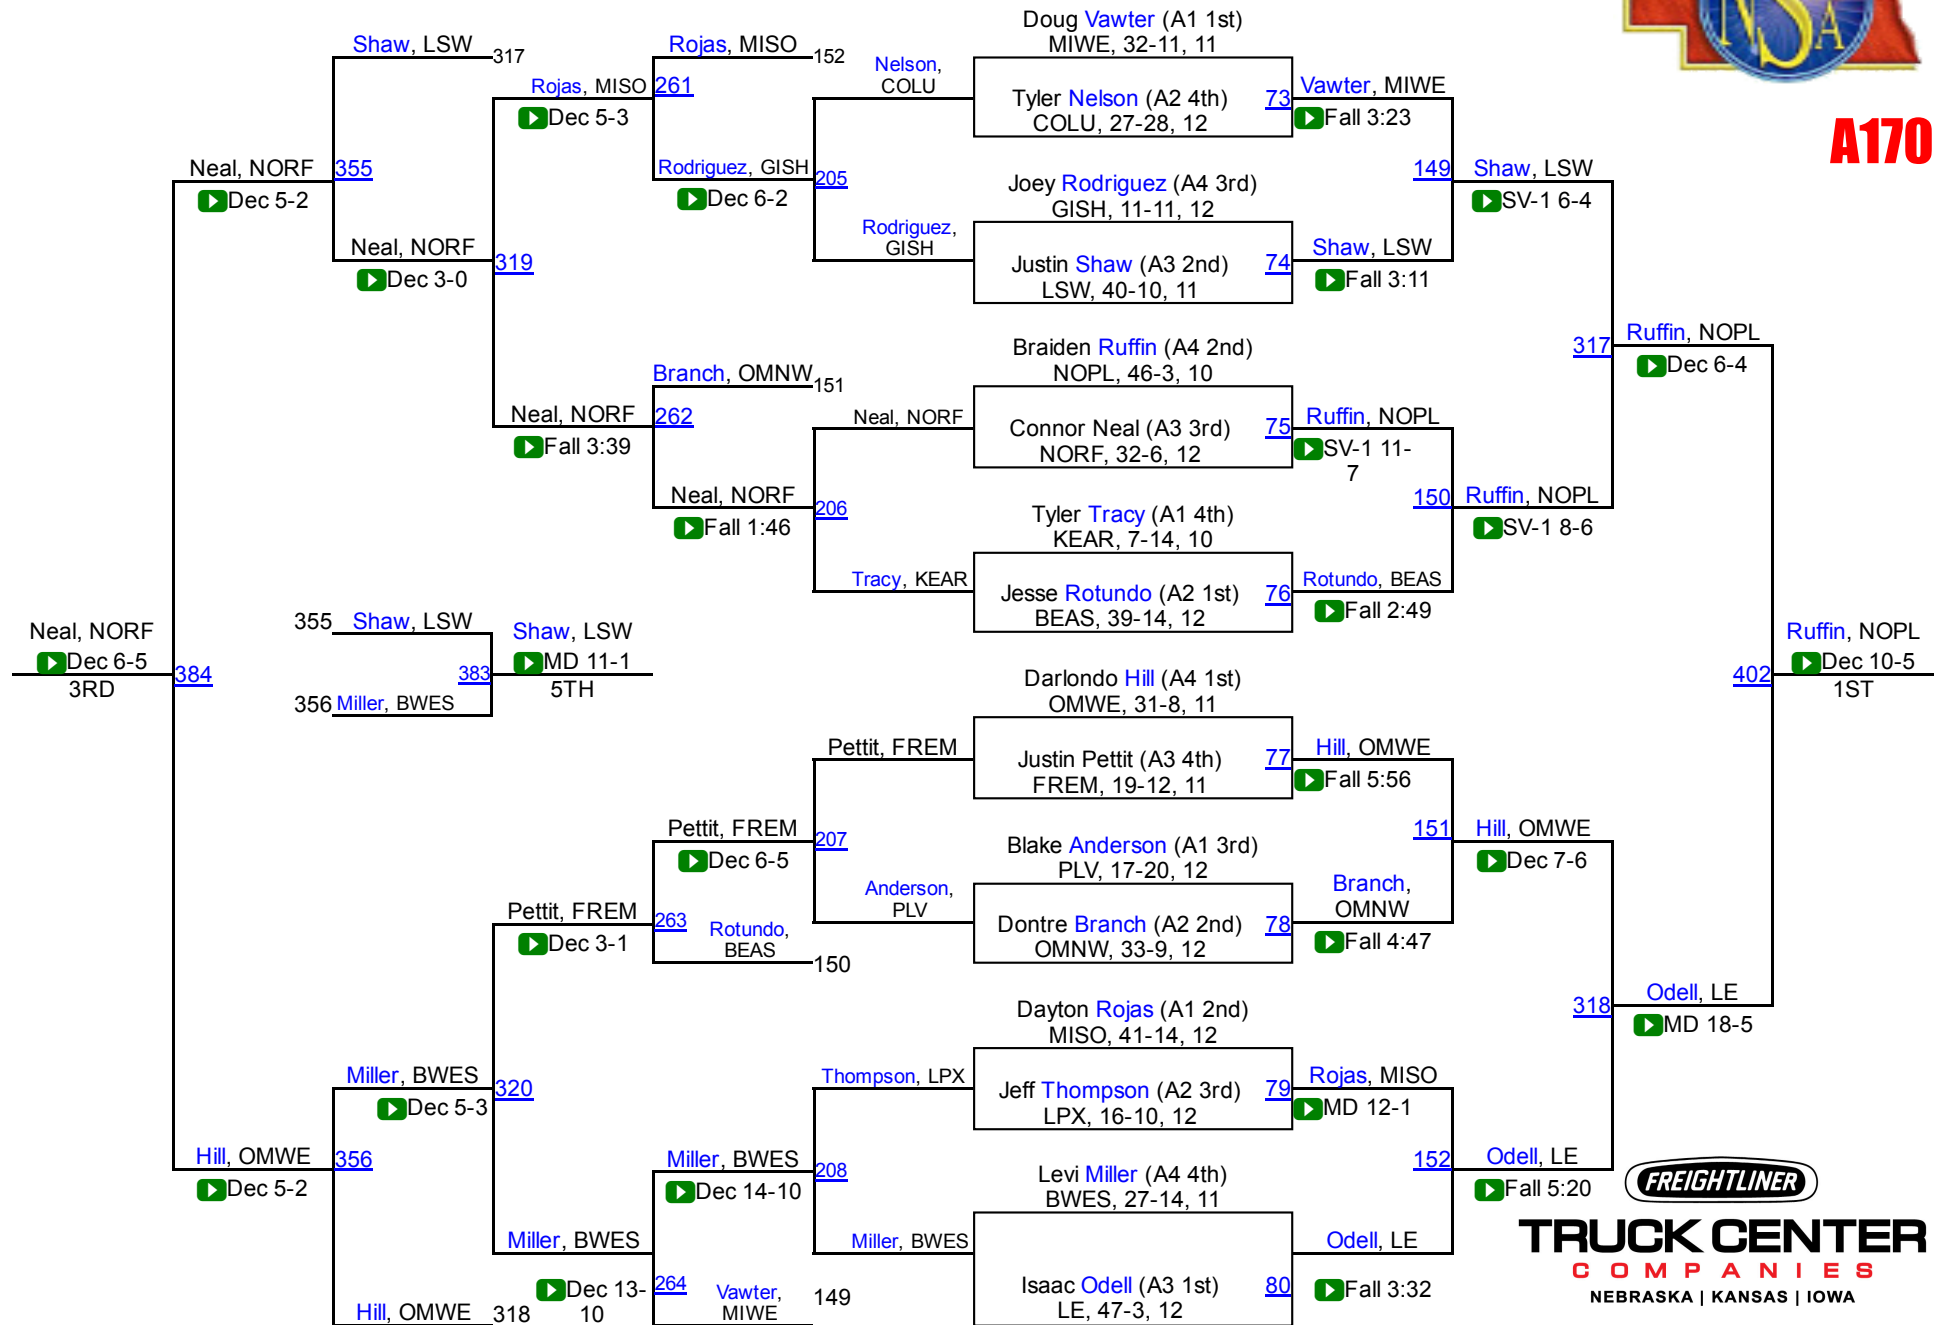 NSA
A170
Shaw, LSW
317
Neal, NORF
Dec 5-2
355
Neal, NORF
Dec 3-0
Rojas, MISO
Dec 5-3
319
Rojas, MISO
152
261
Rodriguez, GISH
Dec 6-2
Nelson,
COLU
205
Rodriguez,
GISH
Neal, NORF
Fall 3:39
Branch, OMNW
151
262
Neal, NORF
Fall 1:46
Neal, NORF
206
Tracy, KEAR
Neal, NORF
Dec 6-5
3RD
384
355 Shaw, LSW
356 Miller, BWES
383
Shaw, LSW
MD 11-1
5TH
Hill, OMWE
Dec 5-2
356
Miller, BWES
Dec 5-3
Hill, OMWE
318
320
Pettit, FREM
Dec 3-1
Pettit, FREM
Dec 6-5
263
Rotundo,
BEAS
150
Pettit, FREM
207
Anderson,
PLV
Miller, BWES
Dec 13-
10
Miller, BWES
Dec 14-10
264
Vawter,
MIWE
149
Thompson, LPX
208
Miller, BWES
Doug Vawter (A1 1st)
MIWE, 32-11, 11
Tyler Nelson (A2 4th)
COLU, 27-28, 12
73
Joey Rodriguez (A4 3rd)
GISH, 11-11, 12
Justin Shaw (A3 2nd)
LSW, 40-10, 11
74
Braiden Ruffin (A4 2nd)
NOPL, 46-3, 10
Connor Neal (A3 3rd)
NORF, 32-6, 12
75
Tyler Tracy (A1 4th)
KEAR, 7-14, 10
Jesse Rotundo (A2 1st)
BEAS, 39-14, 12
76
Darlondo Hill (A4 1st)
OMWE, 31-8, 11
Justin Pettit (A3 4th)
FREM, 19-12, 11
77
Blake Anderson (A1 3rd)
PLV, 17-20, 12
Dontre Branch (A2 2nd)
OMNW, 33-9, 12
78
Dayton Rojas (A1 2nd)
MISO, 41-14, 12
Jeff Thompson (A2 3rd)
LPX, 16-10, 12
79
Levi Miller (A4 4th)
BWES, 27-14, 11
Isaac Odell (A3 1st)
LE, 47-3, 12
80
Vawter, MIWE
Fall 3:23
149
Shaw, LSW
Fall 3:11
Shaw, LSW
SV-1 6-4
Ruffin, NOPL
SV-1 11-
7
150
Rotundo, BEAS
Fall 2:49
Ruffin, NOPL
SV-1 8-6
317
Ruffin, NOPL
Dec 6-4
Hill, OMWE
Fall 5:56
151
Branch,
OMNW
Fall 4:47
Hill, OMWE
Dec 7-6
Rojas, MISO
MD 12-1
152
Odell, LE
Fall 3:32
Odell, LE
Fall 5:20
318
Odell, LE
MD 18-5
402
Ruffin, NOPL
Dec 10-5
1ST
FREIGHTLINER
TRUCK CENTER
COMPANIES
NEBRASKA | KANSAS | IOWA